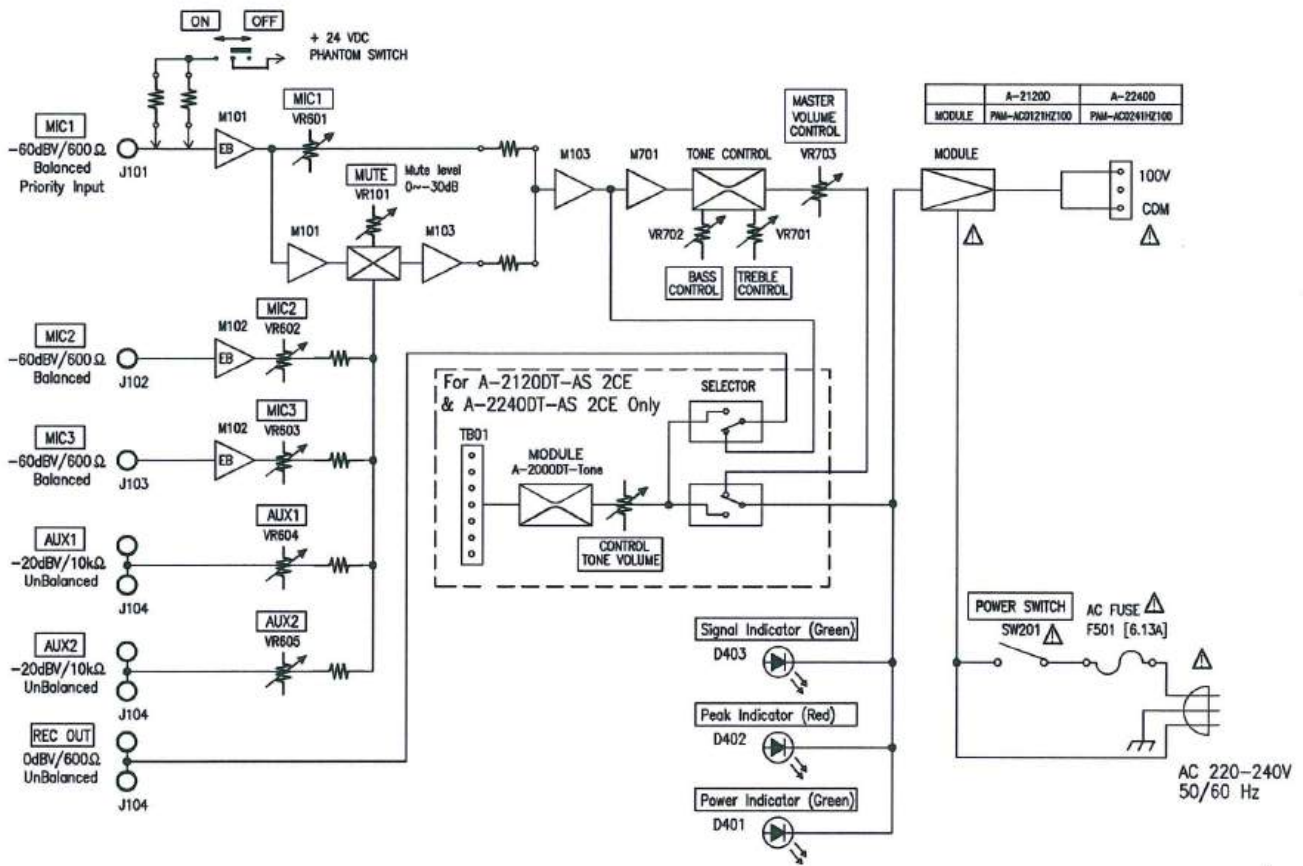 ON OFF
+ 24 VDC
PHANTOM SWITCH
MIC1
-60dBV/600Ω
Balanced
Priority Input
J101
M101
EB
MIC1
VR601
MUTE
VR101
Mute level
0~-30dB
M101
M103
M103
M701
TONE CONTROL
VR702
VR701
BASS
CONTROL
TREBLE
CONTROL
MASTER
VOLUME
CONTROL
VR703
A-2120D A-2240D
MODULE PAM-AC0121HZ100 PAM-AC0241HZ100
MODULE
100V
COM
MIC2
-60dBV/600Ω
Balanced
J102
M102
EB
MIC2
VR602
MIC3
-60dBV/600Ω
Balanced
J103
M102
EB
MIC3
VR603
AUX1
-20dBV/10kΩ
UnBalanced
J104
AUX1
VR604
AUX2
-20dBV/10kΩ
UnBalanced
J104
AUX2
VR605
REC OUT
0dBV/600Ω
UnBalanced
J104
For A-2120DT-AS 2CE
& A-2240DT-AS 2CE Only
SELECTOR
TB01
MODULE
A-2000DT-Tone
CONTROL
TONE VOLUME
Signal Indicator (Green)
D403
Peak Indicator (Red)
D402
Power Indicator (Green)
D401
POWER SWITCH
SW201
AC FUSE
F501 [6.13A]
AC 220-240V
50/60 Hz